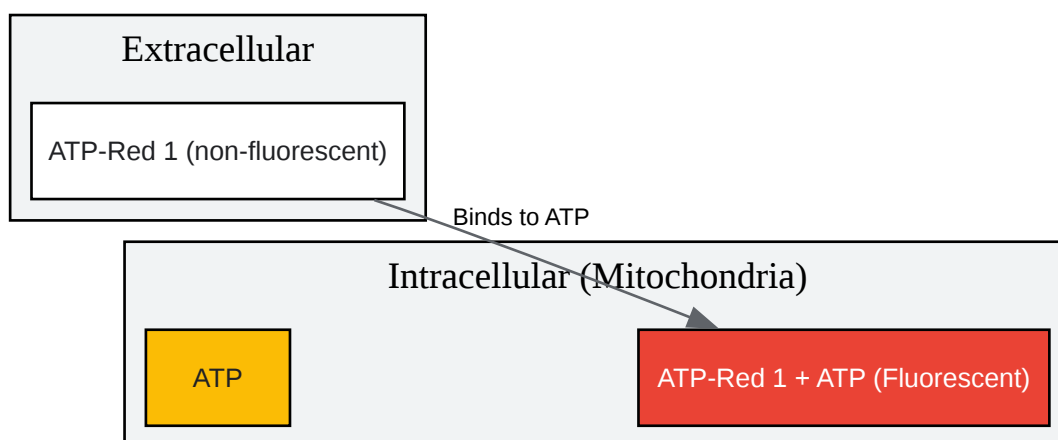 Extracellular
ATP-Red 1 (non-fluorescent)
Binds to ATP
Intracellular (Mitochondria)
ATP
ATP-Red 1 + ATP (Fluorescent)